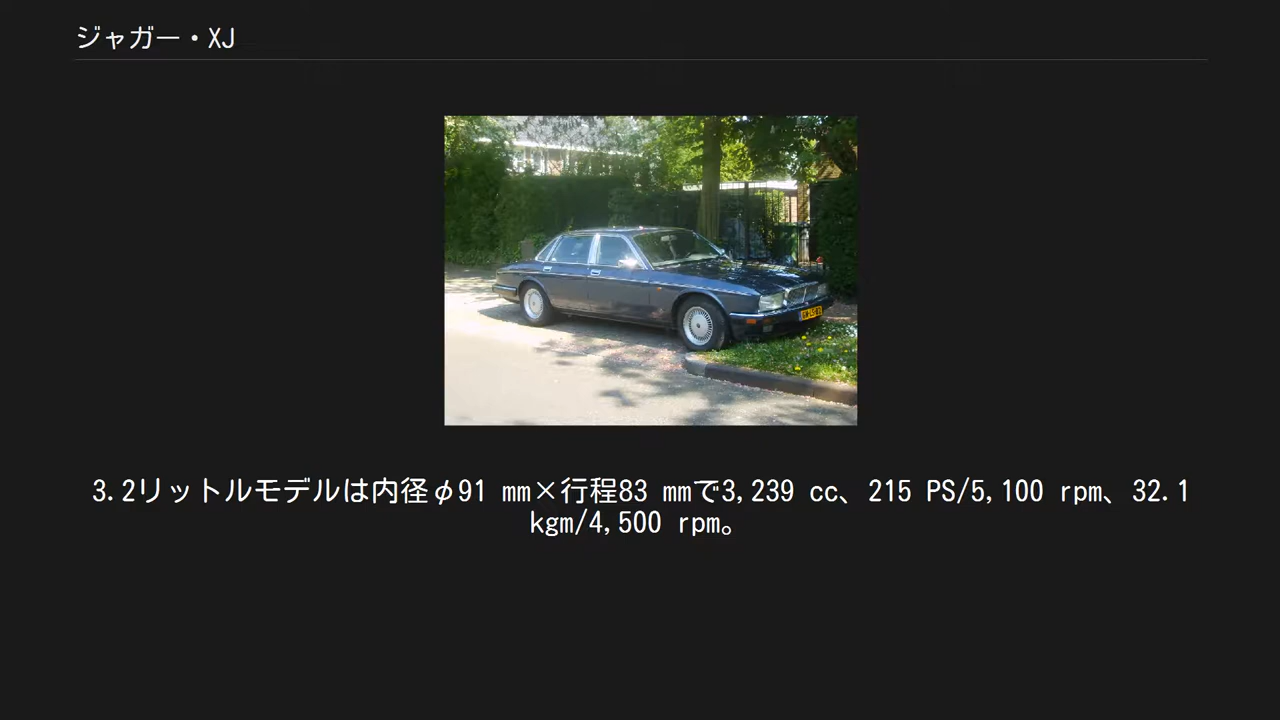 ジャガー・XJ
3.2リットルモデルは内径φ91 mm×行程83 mmで3,239 cc、215 PS/5,100 rpm、32.1
kgm/4,500 rpm。